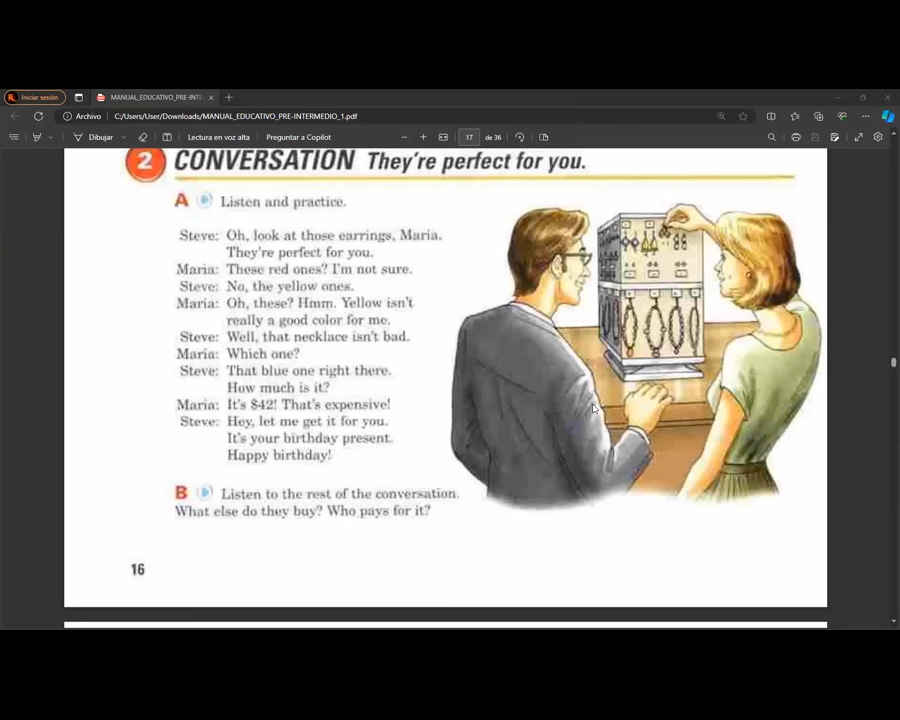 Iniciar sesión
MANUAL_EDUCATIVO_PRE-INTE
Archivo C:/Users/User/Downloads/MANUAL_EDUCATIVO_PRE-INTERMEDIO_1.pdf
Dibujar Lectura en voz alta Preguntar a Copilot 17 de 36
2 CONVERSATION They're perfect for you.
A Listen and practice.
Steve: Oh, look at those earrings, Maria.
They're perfect for you.
Maria: These red ones? I'm not sure.
Steve: No, the yellow ones.
Maria: Oh, these? Hmm. Yellow isn't
really a good color for me.
Steve: Well, that necklace isn't bad.
Maria: Which one?
Steve: That blue one right there.
How much is it?
Maria: It's $42! That's expensive!
Steve: Hey, let me get it for you.
It's your birthday present.
Happy birthday!
B Listen to the rest of the conversation.
What else do they buy? Who pays for it?
16